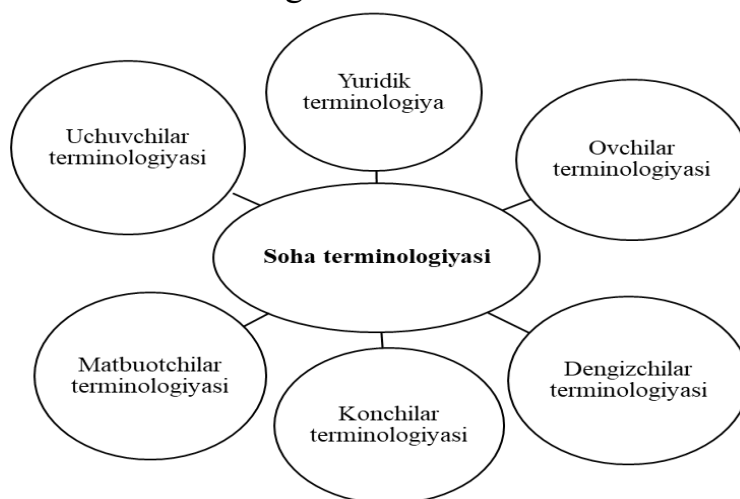 Yuridik
terminologiya
Uchuvchilar
terminologiyasi
Ovchilar
terminologiyasi
Soha terminologiyasi
Matbuotchilar
terminologiyasi
Dengizchilar
terminologiyasi
Konchilar
terminologiyasi